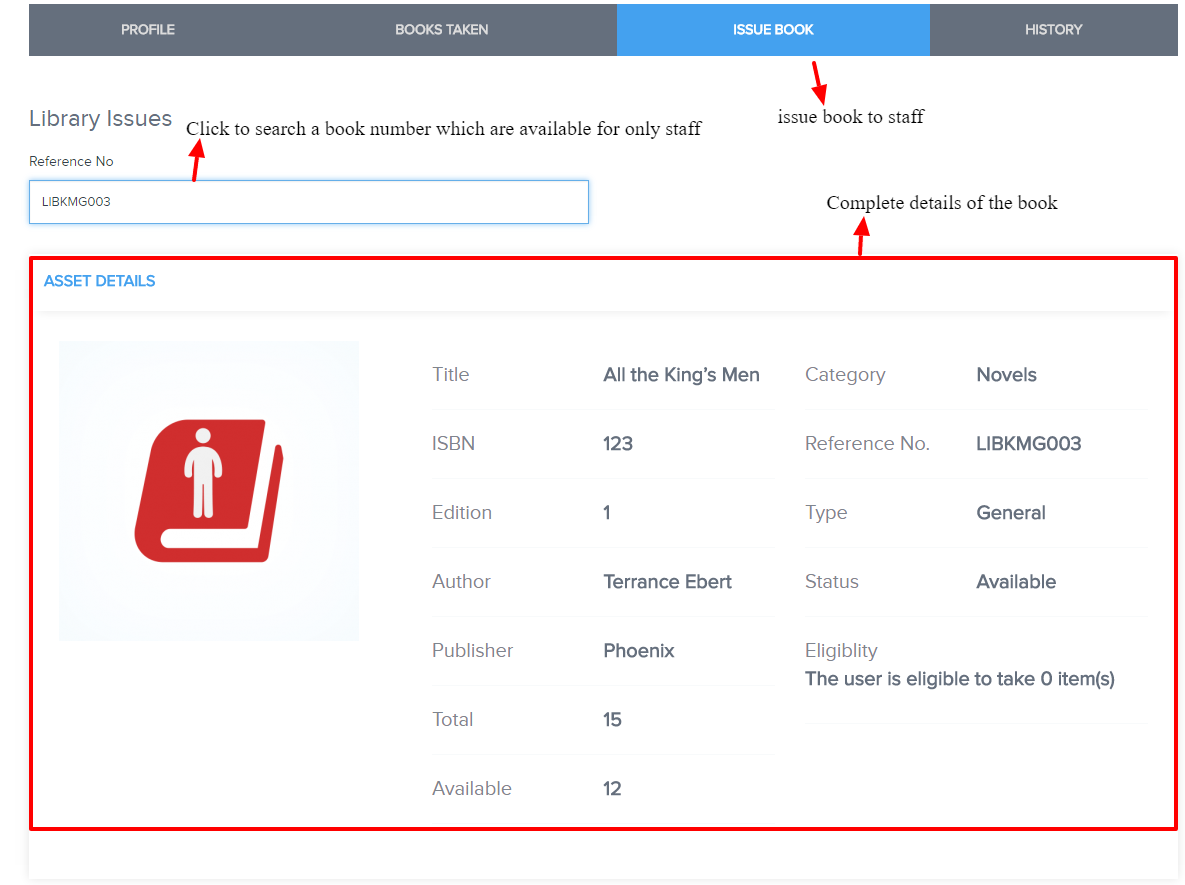 PROFILE BOOKS TAKEN ISSUE BOOK HISTORY
Library Issues
Click to search a book number which are available for only staff
issue book to staff
Reference No
LIBKMG003
Complete details of the book
ASSET DETAILS
Title All the King’s Men Category Novels
ISBN 123 Reference No. LIBKMG003
Edition 1 Type General
Author Terrance Ebert Status Available
Publisher Phoenix Eligiblity
The user is eligible to take 0 item(s)
Total 15
Available 12